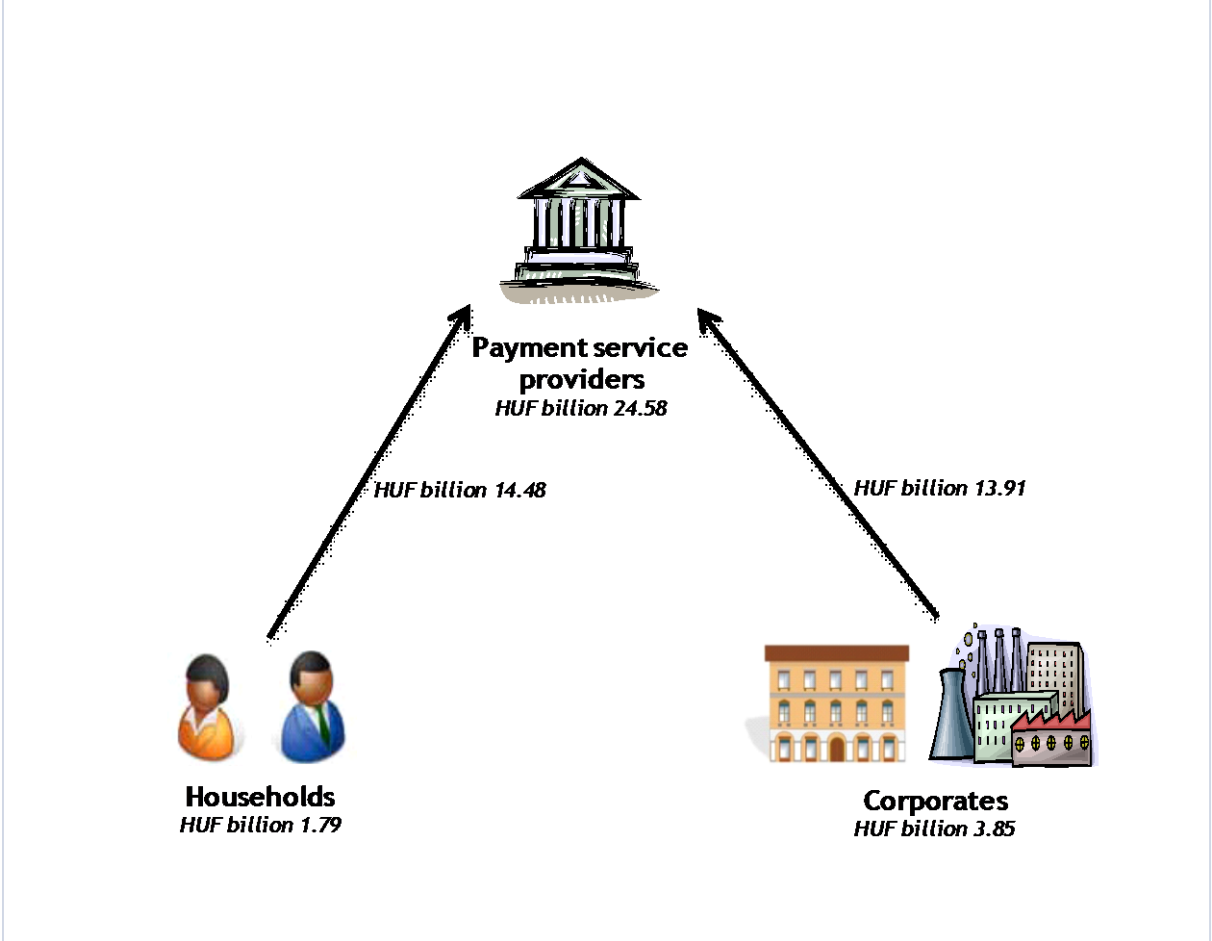 Payment service
providers
HUF billion 24.58
HUF billion 14.48
HUF billion 13.91
Households
HUF billion 1.79
Corporates
HUF billion 3.85